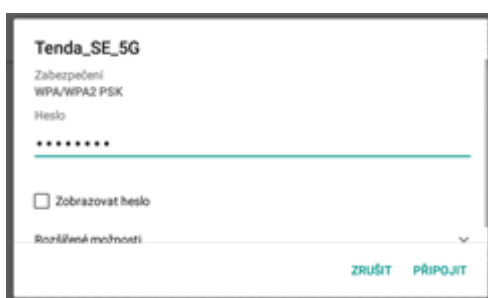 Tenda_SE_5G
Zabezpečení
WPA/WPA2 PSK
Heslo
••••••••
Zobrazovat heslo
Rozšířené možnosti
ZRUŠIT PŘIPOJIT